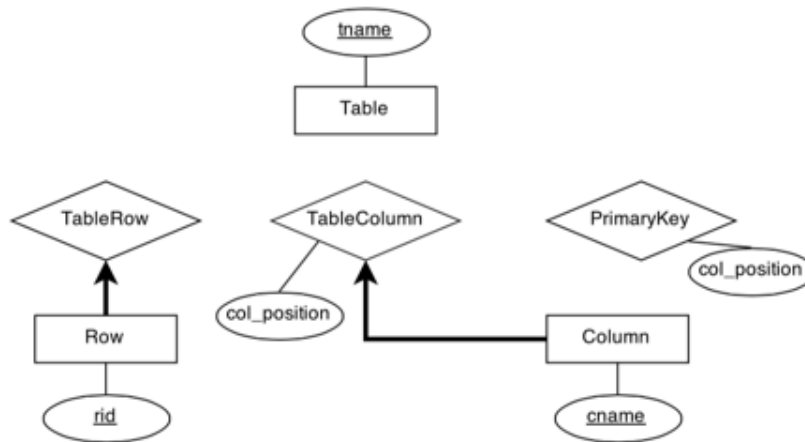 tname
Table
TableRow
TableColumn
PrimaryKey
col_position
col_position
Row
Column
rid
cname